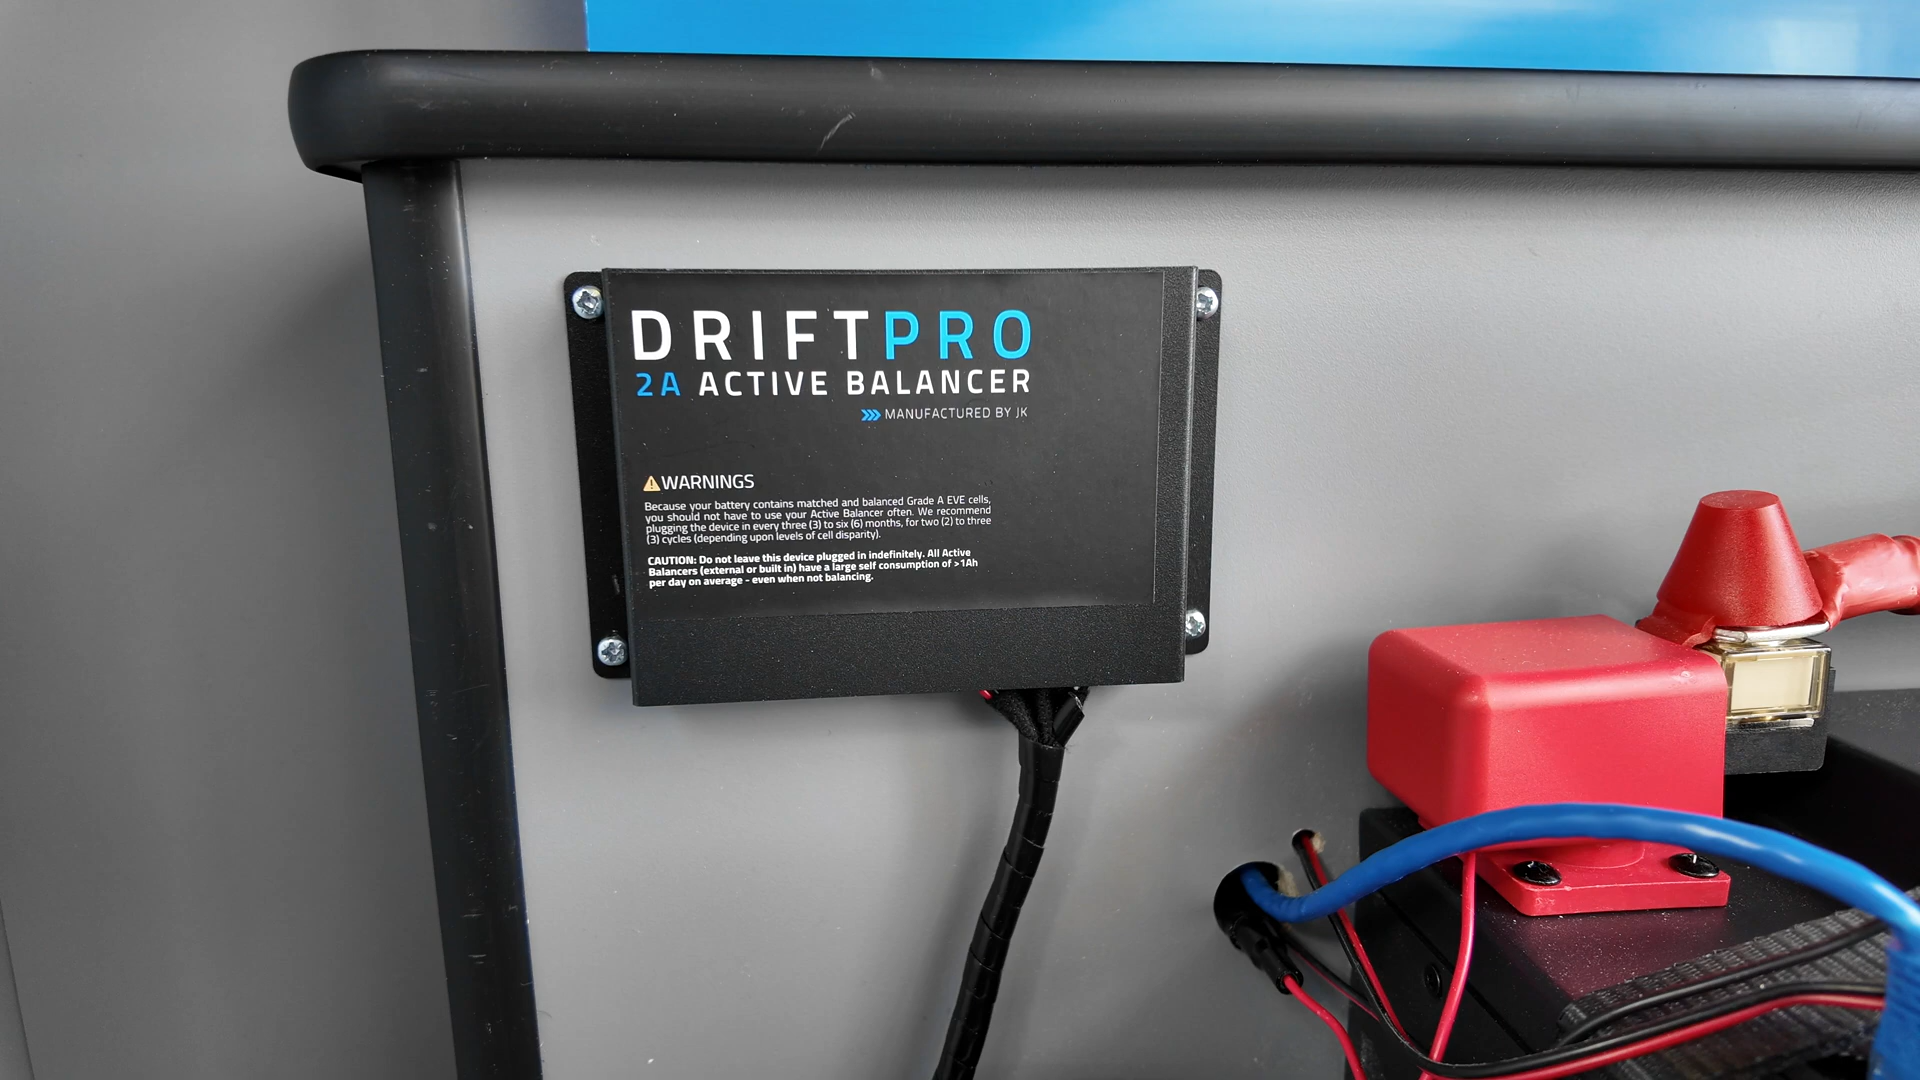 DRIFTPRO
2A ACTIVE BALANCER
MANUFACTURED BY JK
⚠WARNINGS
Because your battery contains matched and balanced Grade A EVE cells,
you should not have to use your Active Balancer often. We recommend
plugging the device in every three (3) to six (6) months, for two (2) to three
(3) cycles (depending upon levels of cell disparity).
CAUTION: Do not leave this device plugged in indefinitely. All Active
Balancers (external or built in) have a large self consumption of >1Ah
per day on average - even when not balancing.